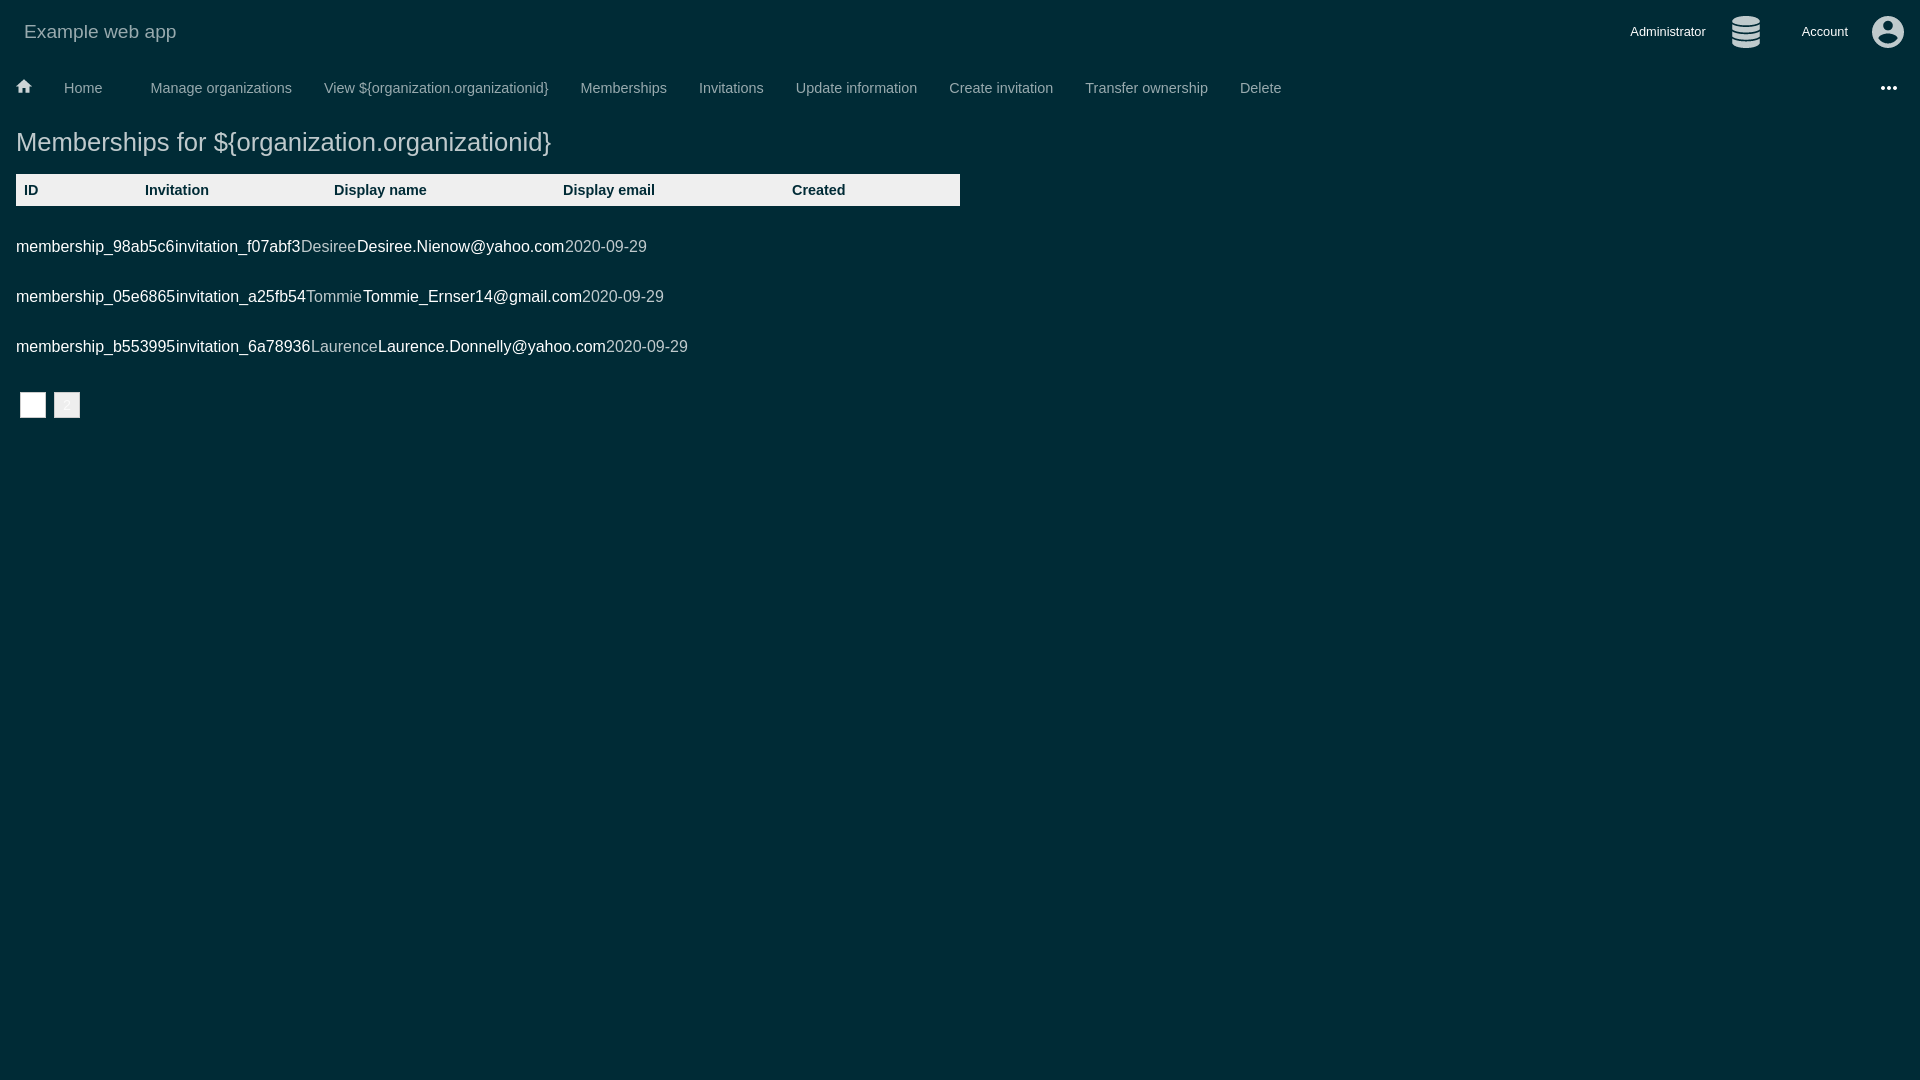 Example web app
Administrator
Account
Home
Manage organizations
View ${organization.organizationid}
Memberships
Invitations
Update information
Create invitation
Transfer ownership
Delete
Memberships for ${organization.organizationid}
ID Invitation Display name Display email Created
membership_98ab5c6 invitation_f07abf3 Desiree Desiree.Nienow@yahoo.com 2020-09-29
membership_05e6865 invitation_a25fb54 Tommie Tommie_Ernser14@gmail.com 2020-09-29
membership_b553995 invitation_6a78936 Laurence Laurence.Donnelly@yahoo.com 2020-09-29
2